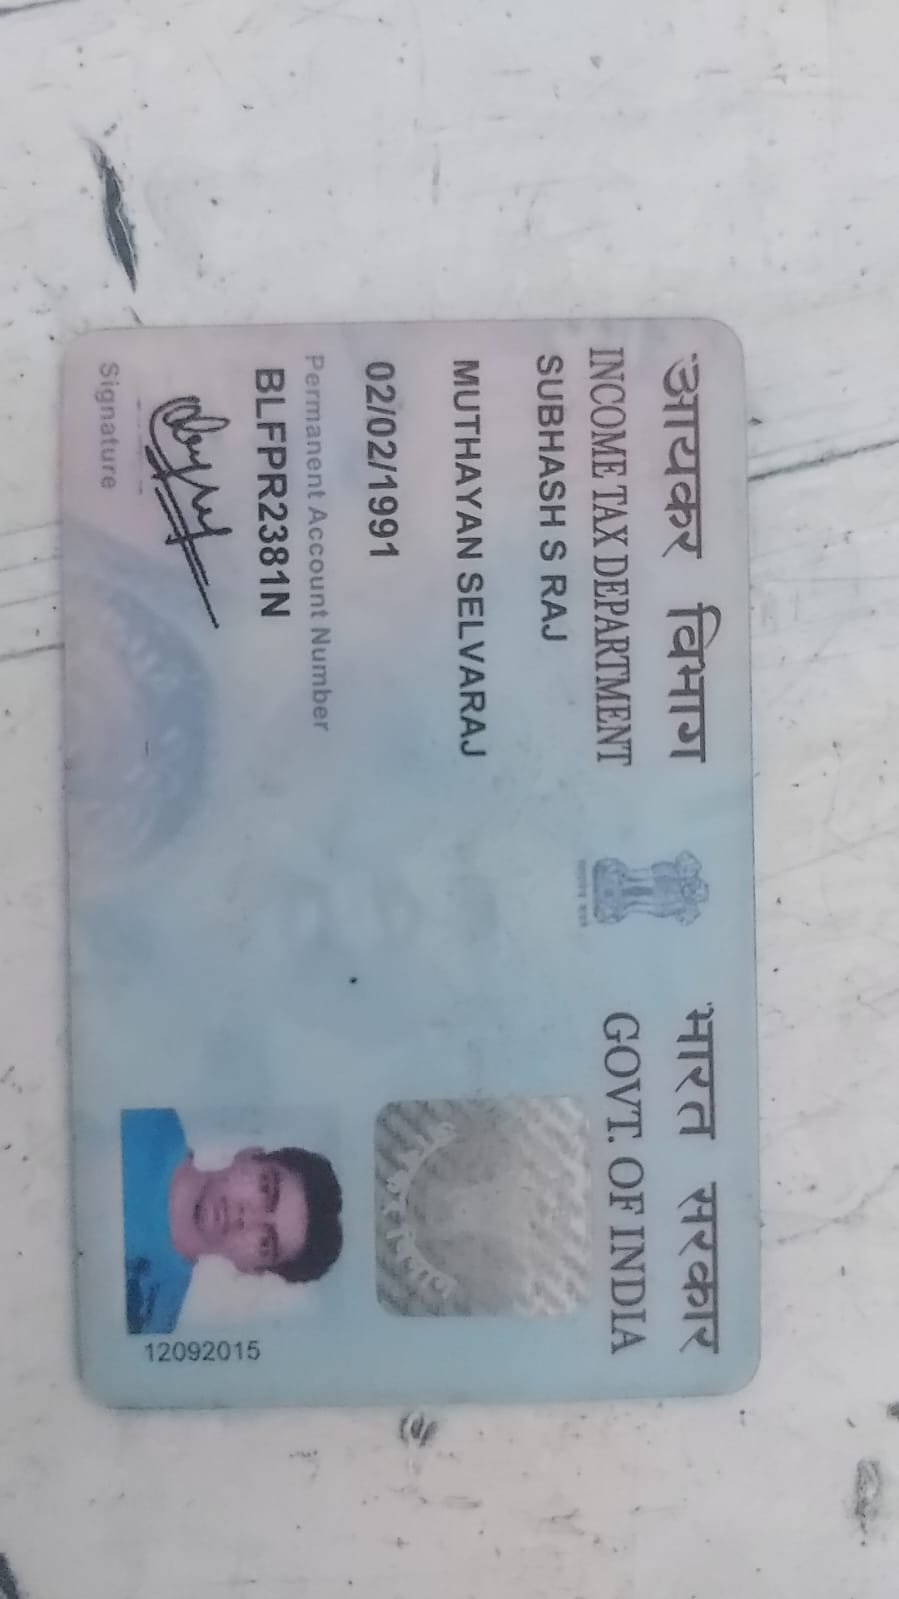 आयकर विभाग
INCOME TAX DEPARTMENT
भारत सरकार
GOVT. OF INDIA
SUBHASH S RAJ
MUTHAYAN SELVARAJ
02/02/1991
Permanent Account Number
BLFPR2381N
Signature
12092015